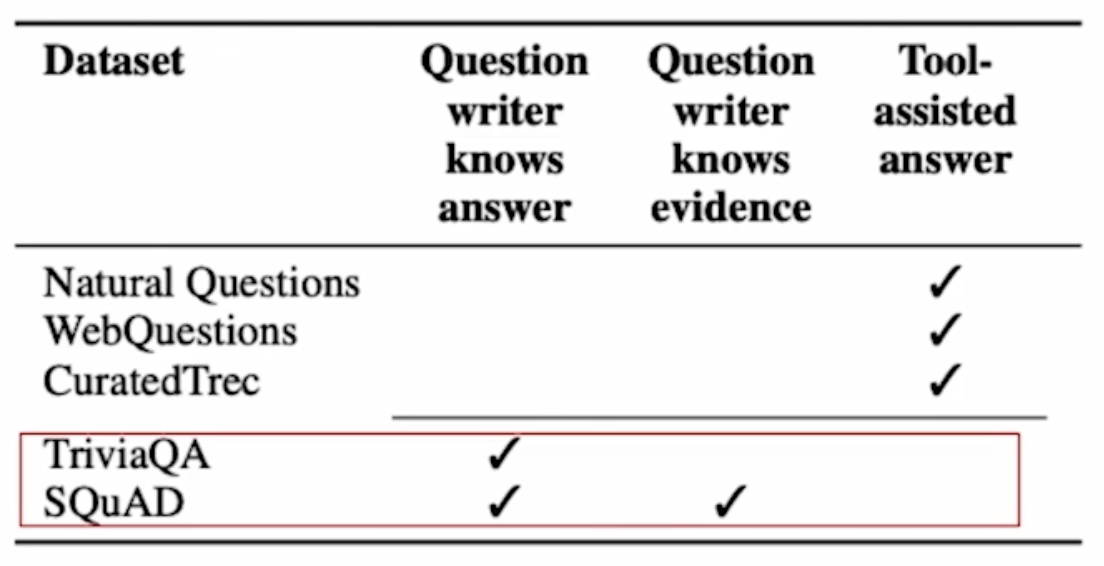 Dataset Question Question Tool-
writer writer assisted
knows knows answer
answer evidence
Natural Questions ✓
WebQuestions ✓
CuratedTrec ✓
TriviaQA ✓
SQuAD ✓ ✓